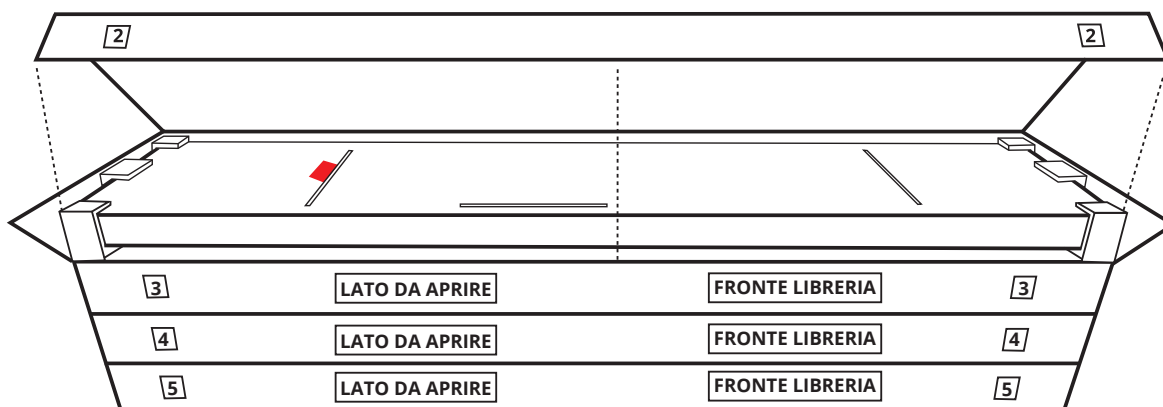 2 2
3 LATO DA APRIRE FRONTE LIBRERIA 3
4 LATO DA APRIRE FRONTE LIBRERIA 4
5 LATO DA APRIRE FRONTE LIBRERIA 5